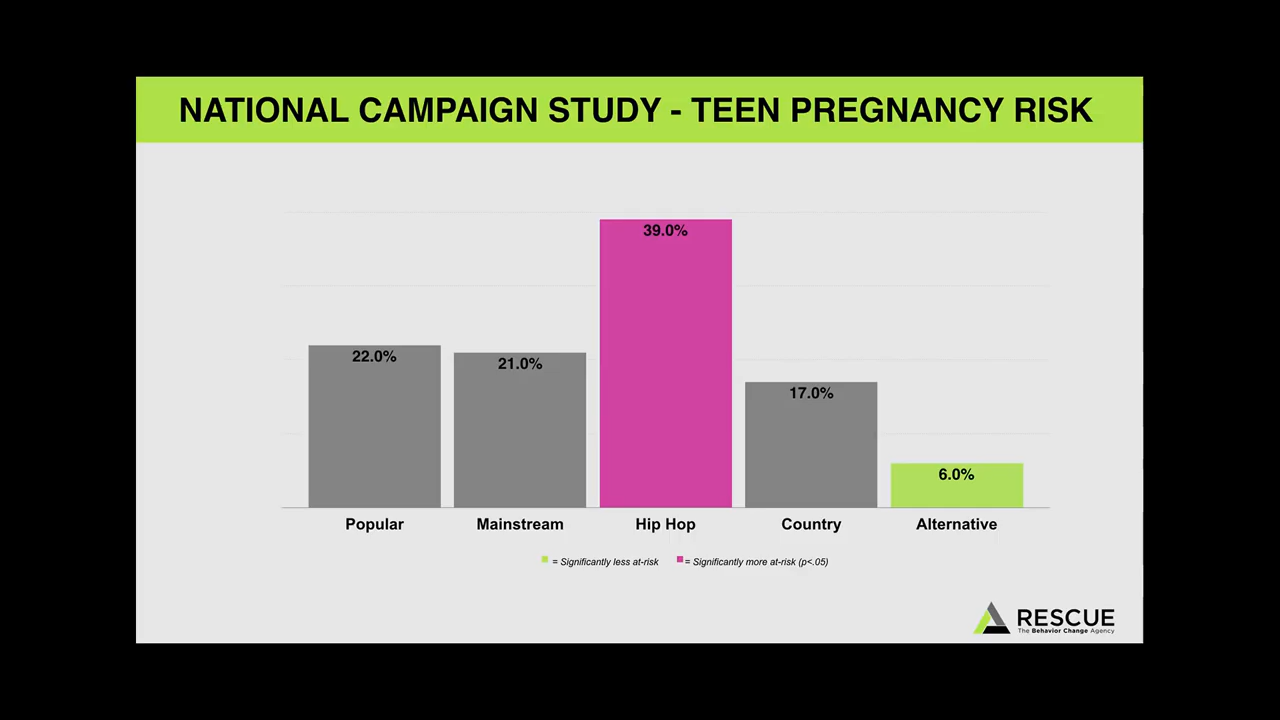 NATIONAL CAMPAIGN STUDY - TEEN PREGNANCY RISK
39.0%
22.0%
21.0%
17.0%
6.0%
Popular Mainstream Hip Hop Country Alternative
= Significantly less at-risk = Significantly more at-risk (p<.05)
RESCUE
The Behavior Change Agency